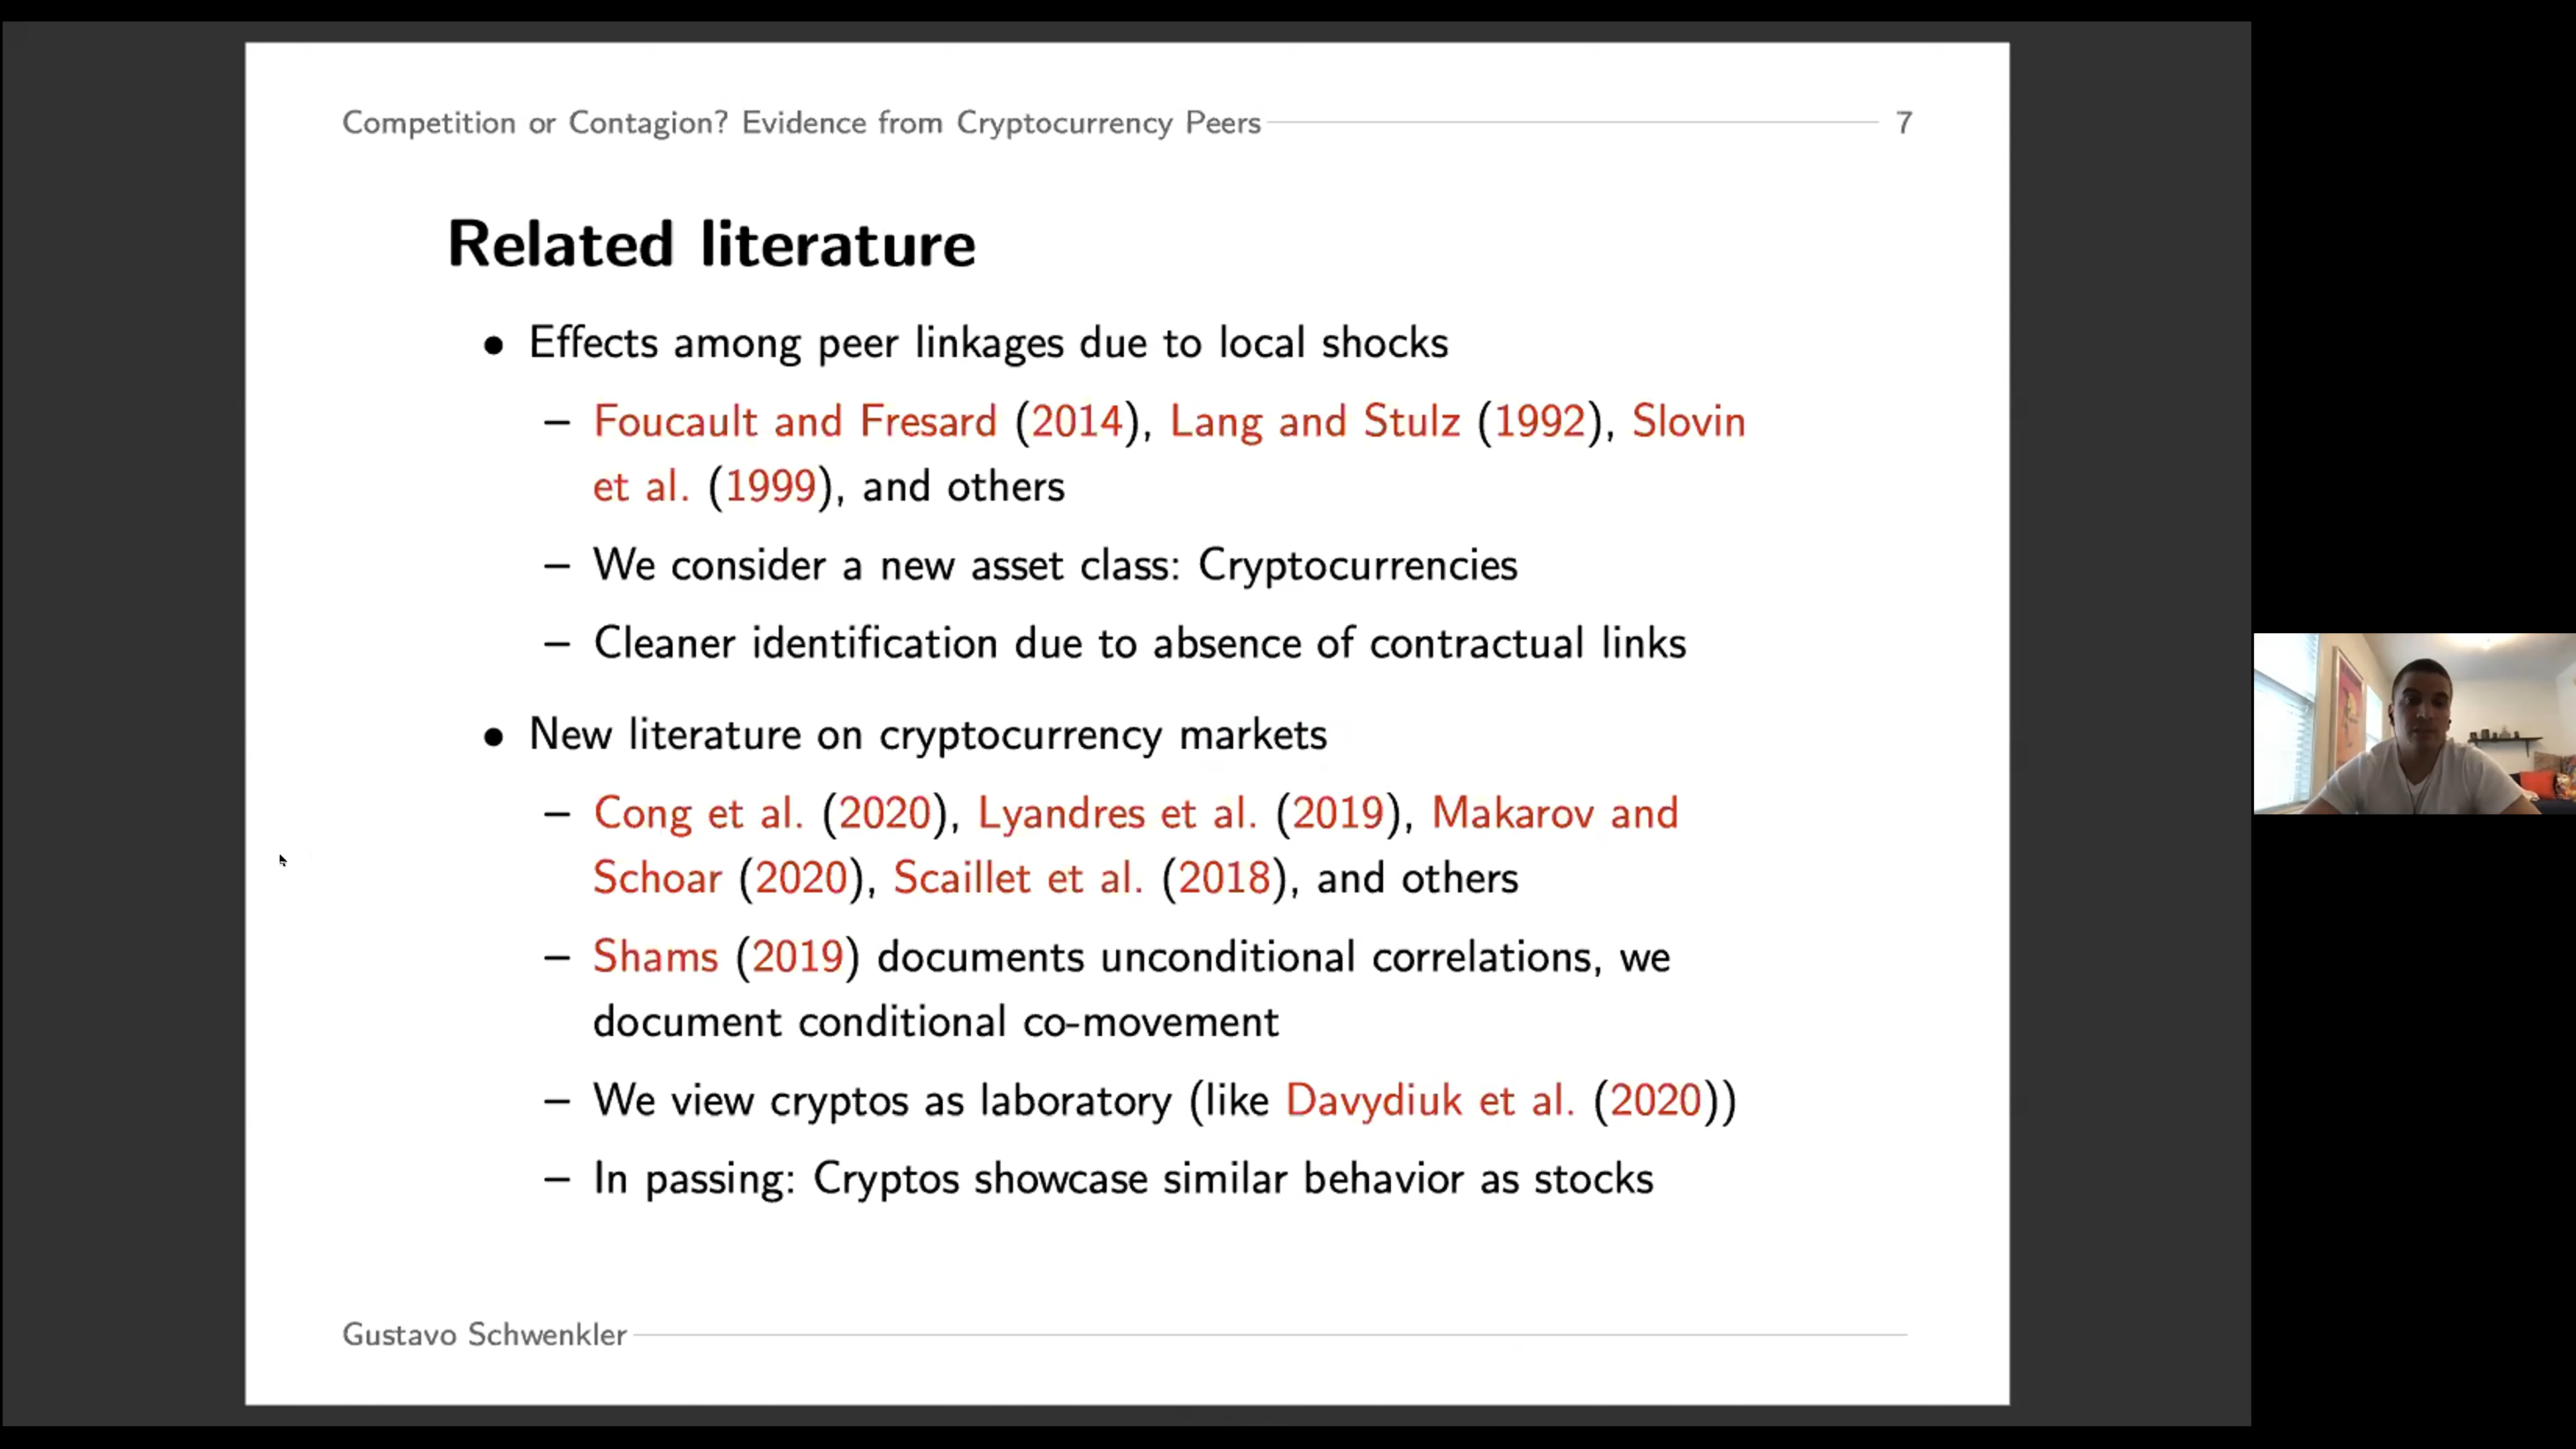 Competition or Contagion? Evidence from Cryptocurrency Peers 7
Related literature
• Effects among peer linkages due to local shocks
– Foucault and Fresard (2014), Lang and Stulz (1992), Slovin
et al. (1999), and others
– We consider a new asset class: Cryptocurrencies
– Cleaner identification due to absence of contractual links
• New literature on cryptocurrency markets
– Cong et al. (2020), Lyandres et al. (2019), Makarov and
Schoar (2020), Scaillet et al. (2018), and others
– Shams (2019) documents unconditional correlations, we
document conditional co-movement
– We view cryptos as laboratory (like Davydiuk et al. (2020))
– In passing: Cryptos showcase similar behavior as stocks
Gustavo Schwenkler